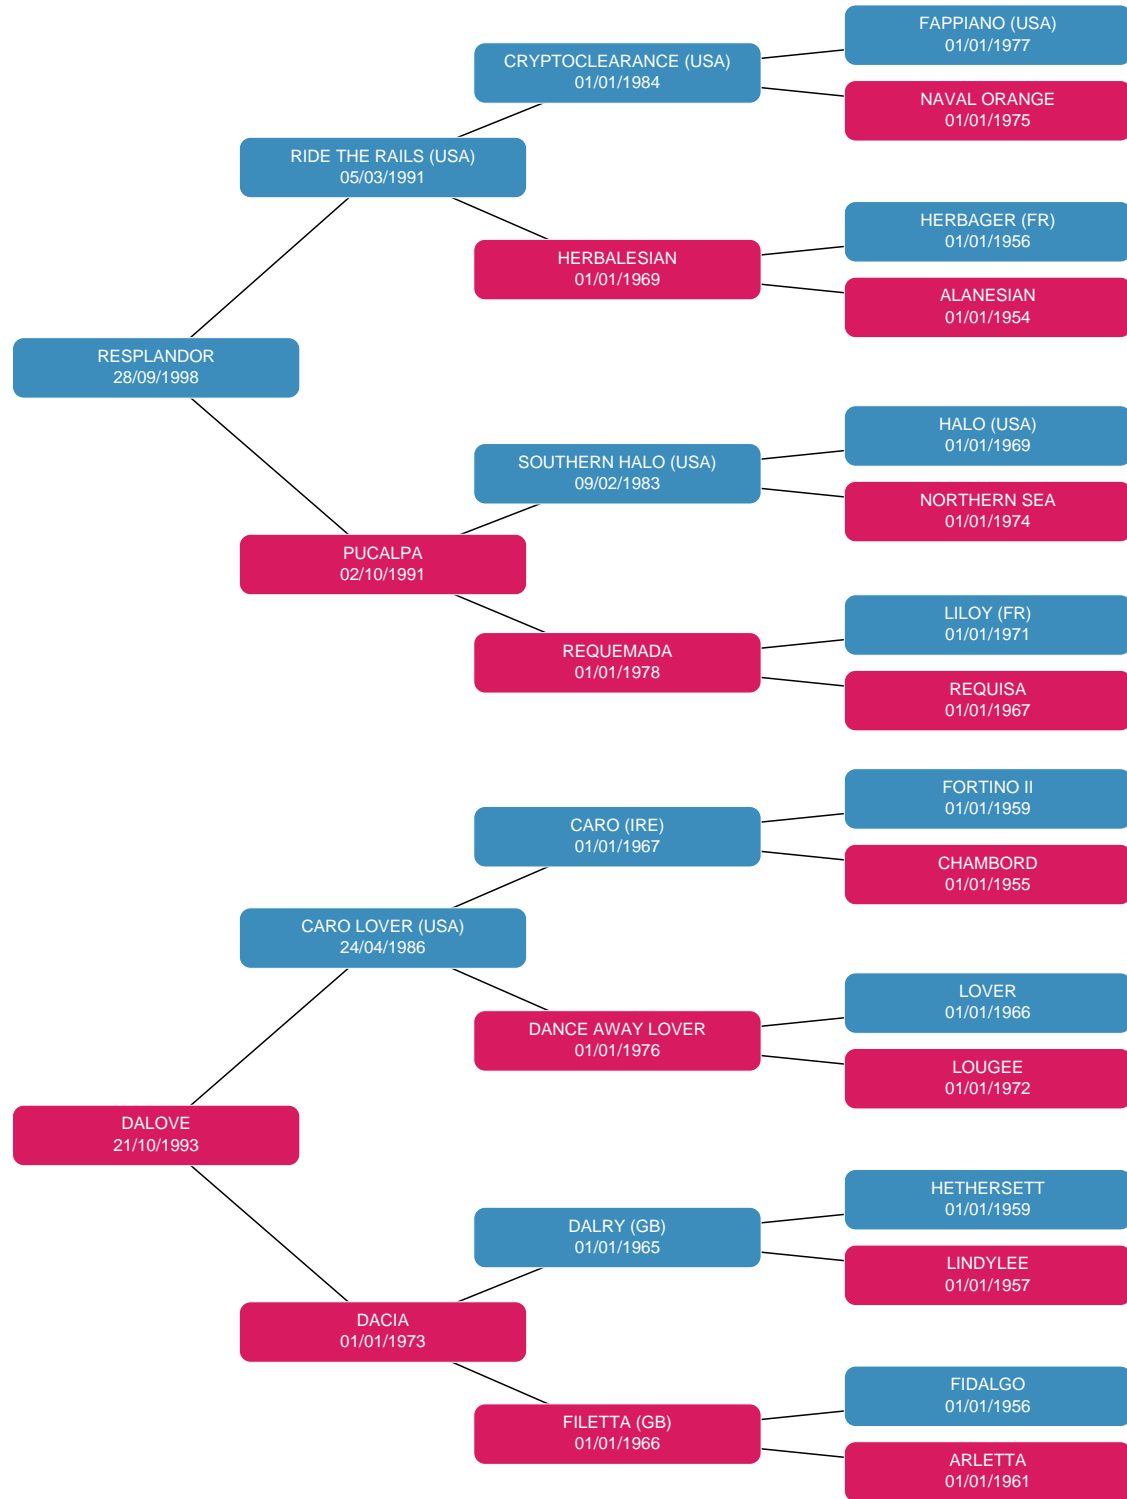 FAPPIANO (USA)
01/01/1977
CRYPTOCLEARANCE (USA)
01/01/1984
NAVAL ORANGE
01/01/1975
RIDE THE RAILS (USA)
05/03/1991
HERBAGER (FR)
01/01/1956
HERBALESIAN
01/01/1969
ALANESIAN
01/01/1954
RESPLANDOR
28/09/1998
HALO (USA)
01/01/1969
SOUTHERN HALO (USA)
09/02/1983
NORTHERN SEA
01/01/1974
PUCALPA
02/10/1991
LILOY (FR)
01/01/1971
REQUEMADA
01/01/1978
REQUISA
01/01/1967
FORTINO II
01/01/1959
CARO (IRE)
01/01/1967
CHAMBORD
01/01/1955
CARO LOVER (USA)
24/04/1986
LOVER
01/01/1966
DANCE AWAY LOVER
01/01/1976
LOUGEE
01/01/1972
DALOVE
21/10/1993
HETHERSETT
01/01/1959
DALRY (GB)
01/01/1965
LINDYLEE
01/01/1957
DACIA
01/01/1973
FIDALGO
01/01/1956
FILETTA (GB)
01/01/1966
ARLETTA
01/01/1961